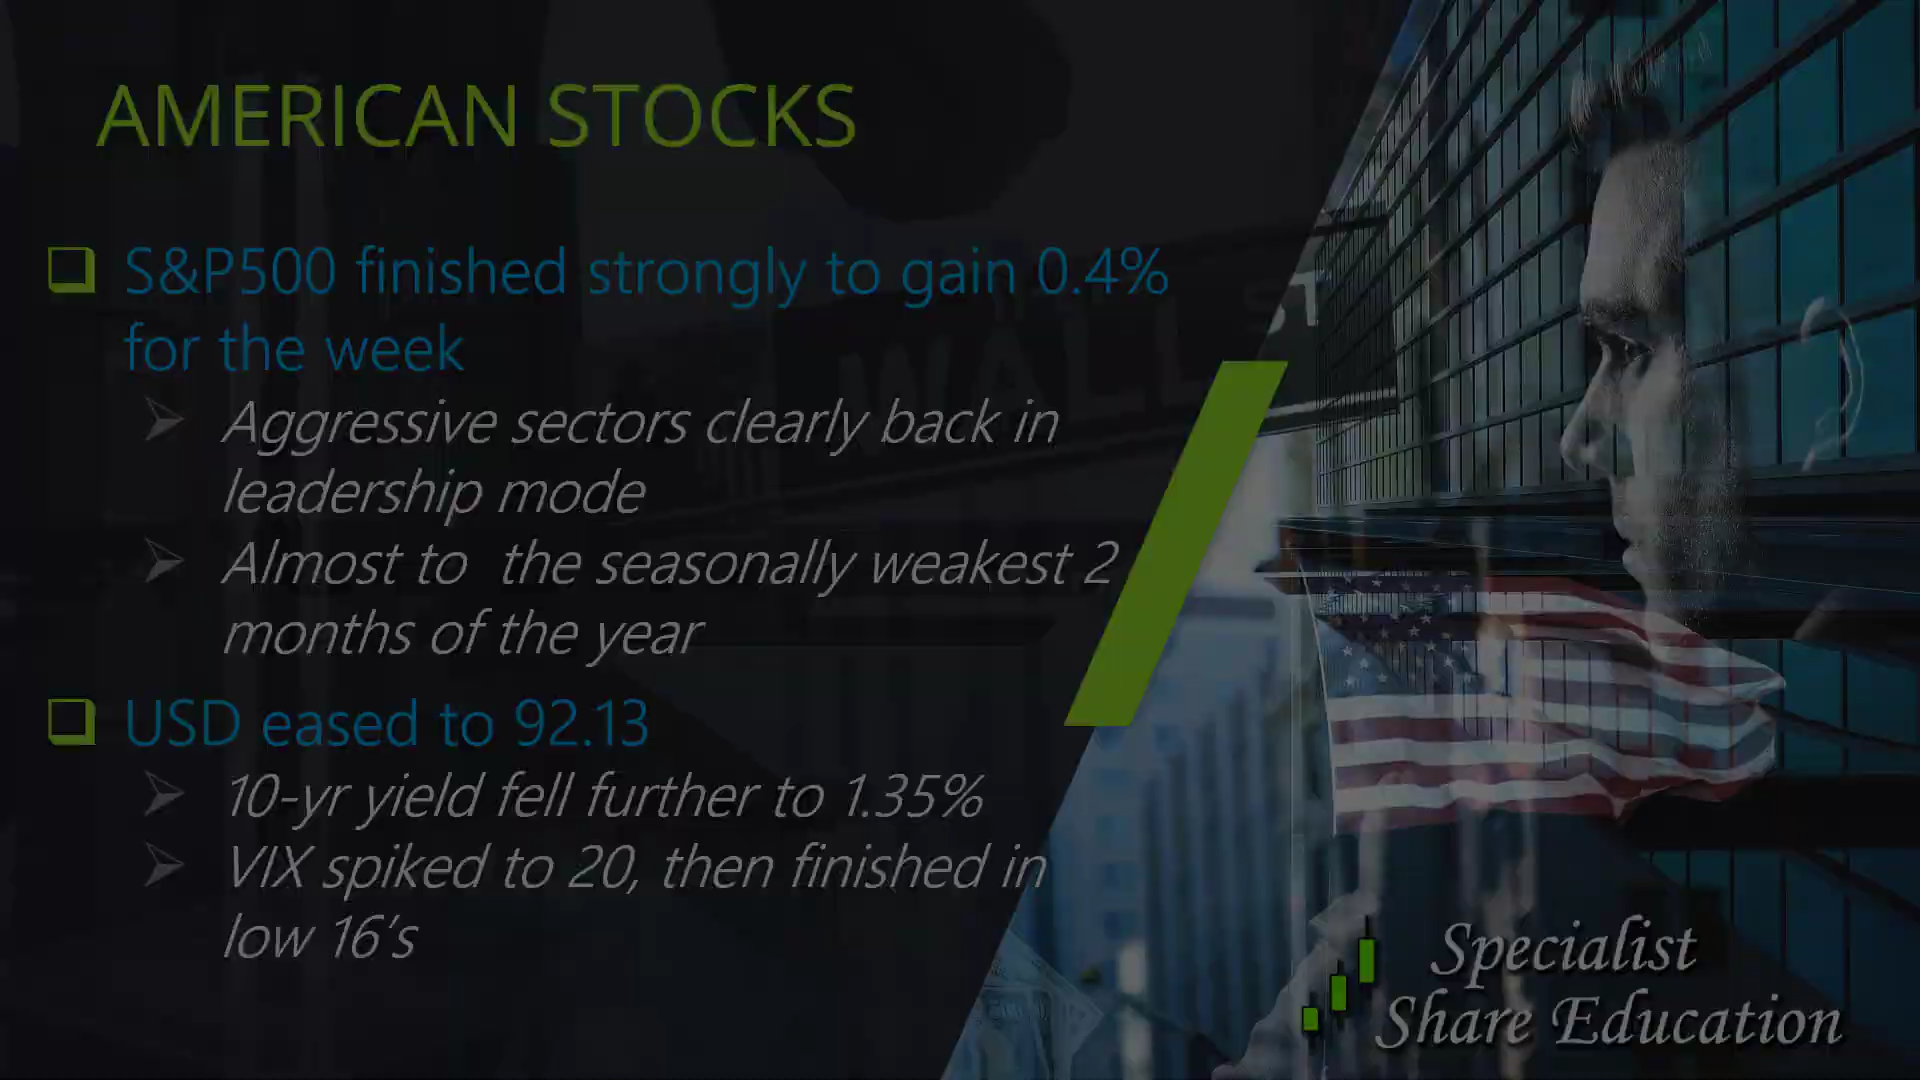 AMERICAN STOCKS
S&P500 finished strongly to gain 0.4%
for the week
Aggressive sectors clearly back in
leadership mode
Almost to the seasonally weakest 2
months of the year
USD eased to 92.13
10-yr yield fell further to 1.35%
VIX spiked to 20, then finished in
low 16's
WALL ST
Specialist
Share Education